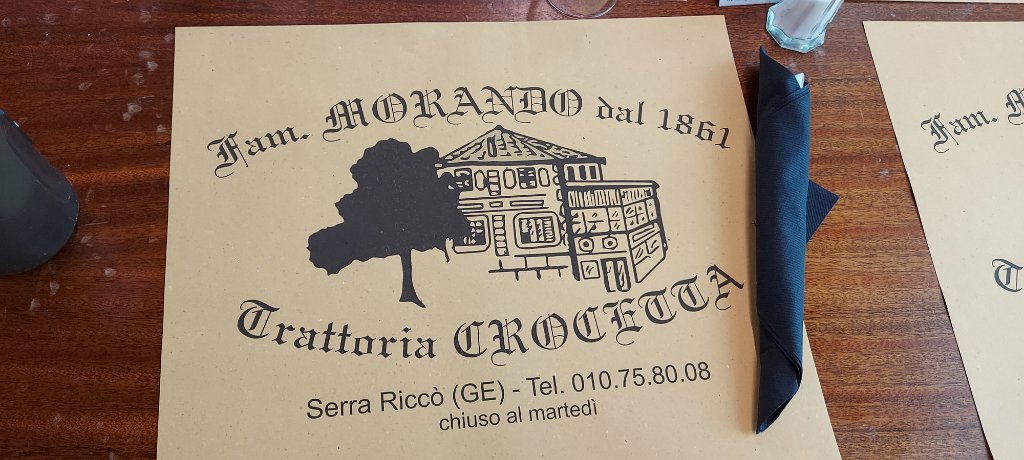 Fam. MORANDO dal 1861
Trattoria CROCETTA
Serra Riccò (GE) - Tel. 010.75.80.08
chiuso al martedì
Fam. M
T